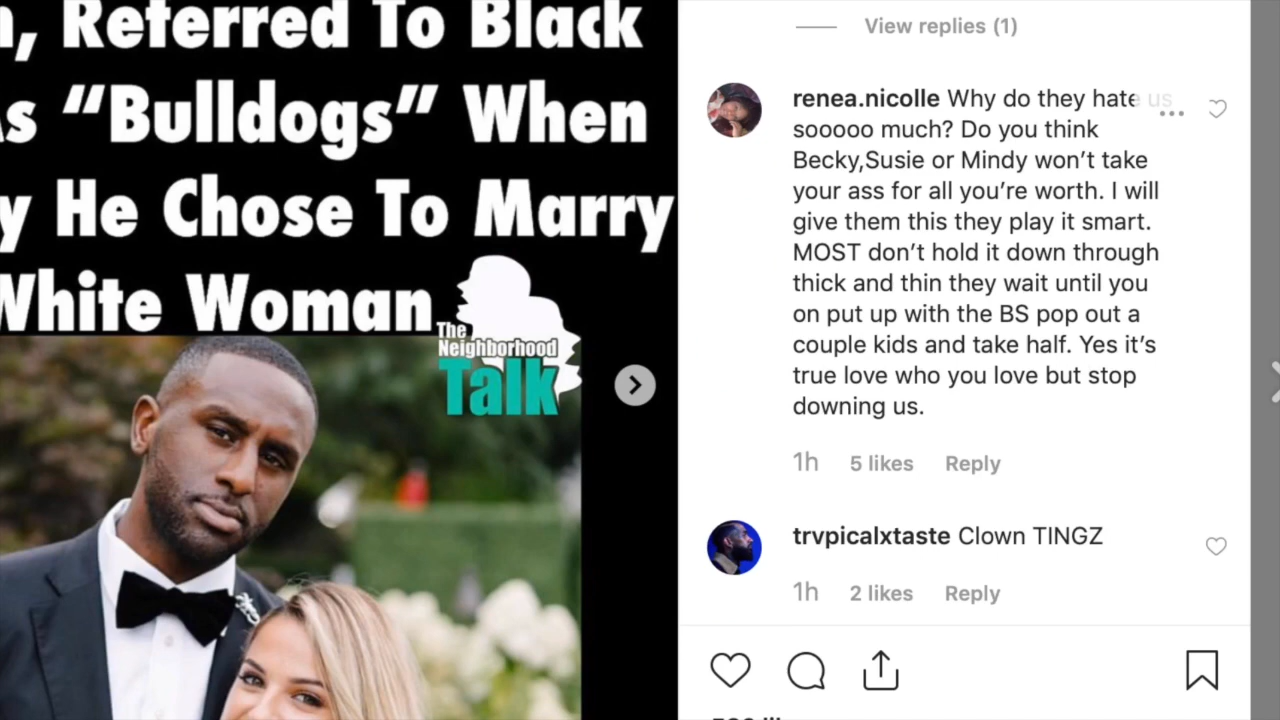 , Referred To Black
s “Bulldogs” When
y He Chose To Marry
White Woman
The
Neighborhood
Talk
View replies (1)
renea.nicolle Why do they hate us
sooooo much? Do you think
Becky,Susie or Mindy won’t take
your ass for all you’re worth. I will
give them this they play it smart.
MOST don’t hold it down through
thick and thin they wait until you
on put up with the BS pop out a
couple kids and take half. Yes it’s
true love who you love but stop
downing us.
1h 5 likes Reply
trvpicalxtaste Clown TINGZ
1h 2 likes Reply